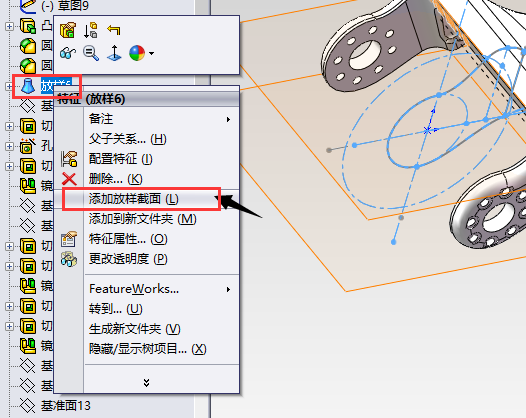 (-) 草图9
凸
圆
圆
放样6
特征 (放样6)
基
备注
切
父子关系... (H)
孔
配置特征 (I)
切
删除... (K)
镜
添加放样截面 (L)
基
添加到新文件夹 (M)
基
特征属性... (O)
切
更改透明度 (P)
切
镜
FeatureWorks...
切
转到... (U)
切
生成新文件夹 (V)
镜
隐藏/显示树项目... (X)
基
基
基准面13